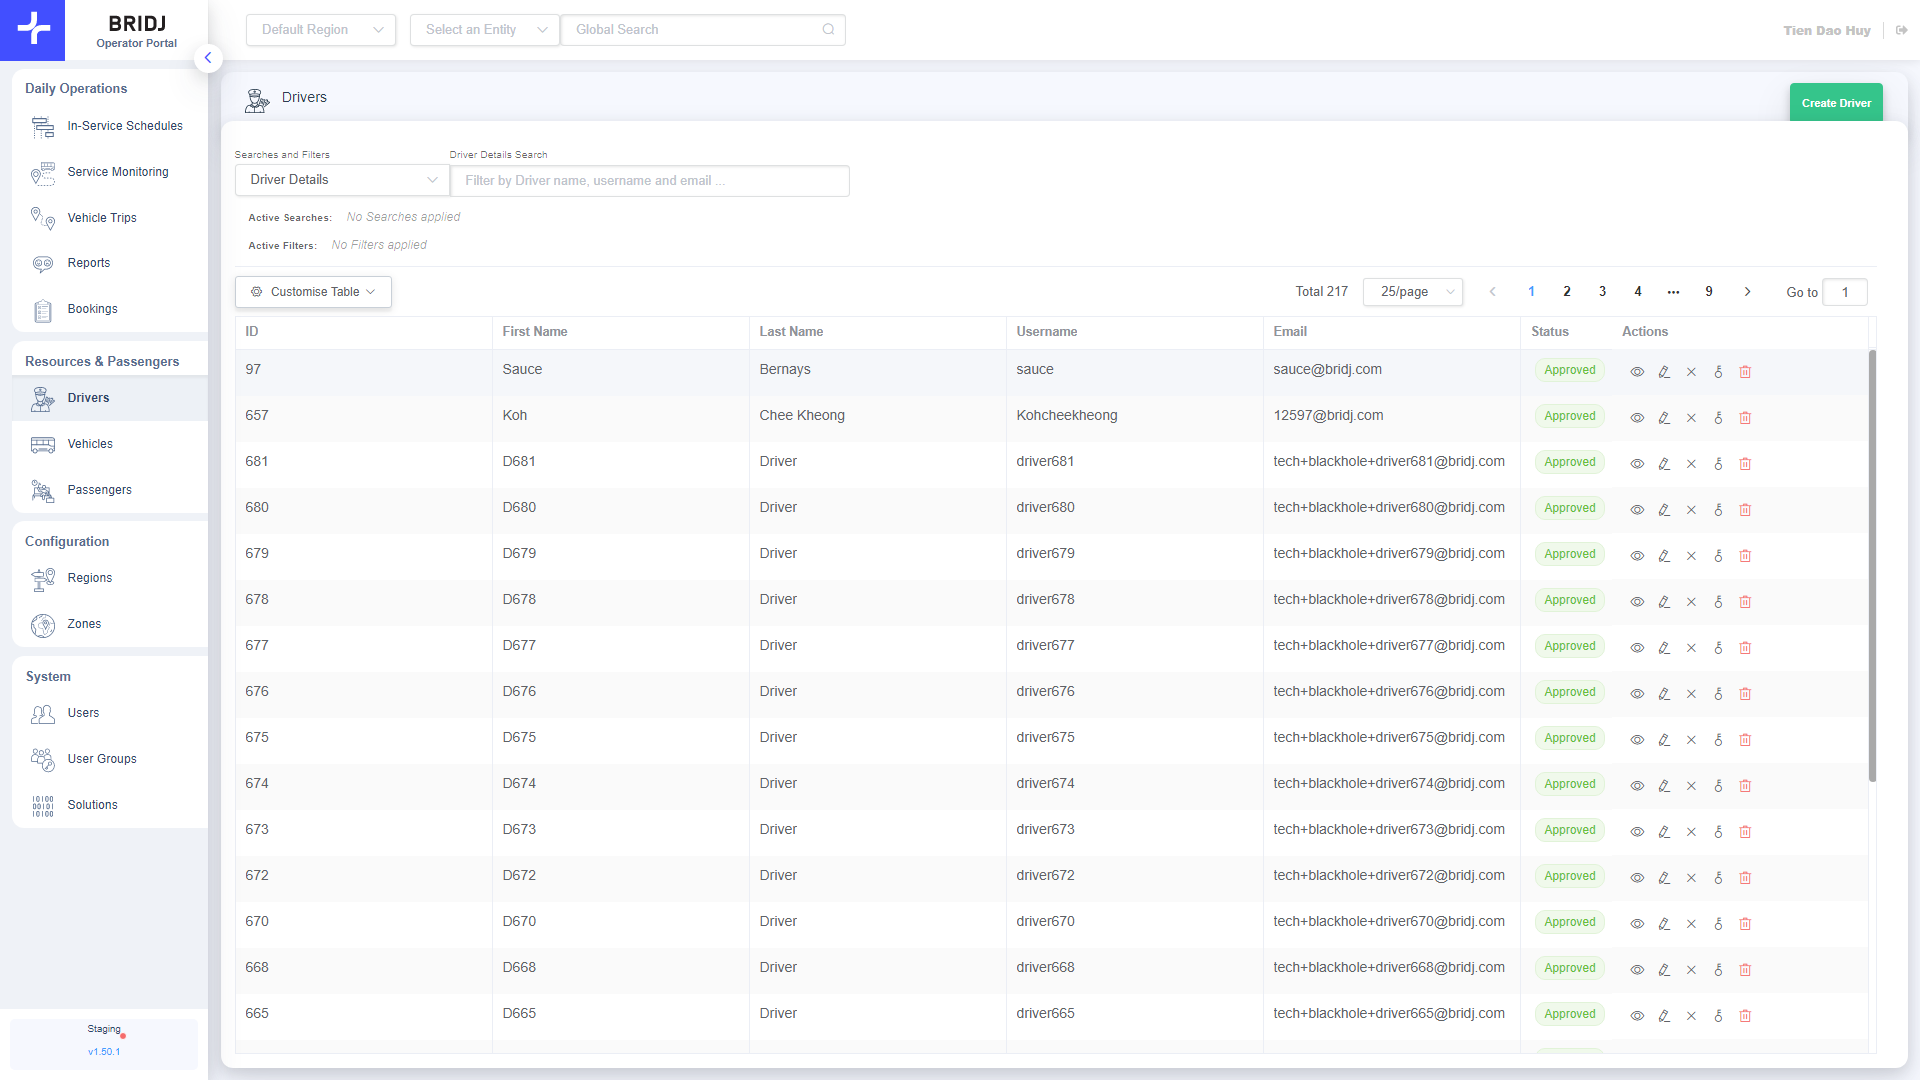 BRIDJ
Operator Portal
Default Region
Select an Entity
Global Search
Tien Dao Huy
Daily Operations
In-Service Schedules
Service Monitoring
Vehicle Trips
Reports
Bookings
Resources & Passengers
Drivers
Vehicles
Passengers
Configuration
Regions
Zones
System
Users
User Groups
10100
00101
10100
Solutions
Staging
v1.50.1
Drivers
Create Driver
Searches and Filters
Driver Details Search
Driver Details
Filter by Driver name, username and email ...
Active Searches: No Searches applied
Active Filters: No Filters applied
Customise Table
Total 217 25/page 1 2 3 4 ... 9 Go to 1
ID First Name Last Name Username Email Status Actions
97 Sauce Bernays sauce sauce@bridj.com Approved
657 Koh Chee Kheong Kohcheekheong 12597@bridj.com Approved
681 D681 Driver driver681 tech+blackhole+driver681@bridj.com Approved
680 D680 Driver driver680 tech+blackhole+driver680@bridj.com Approved
679 D679 Driver driver679 tech+blackhole+driver679@bridj.com Approved
678 D678 Driver driver678 tech+blackhole+driver678@bridj.com Approved
677 D677 Driver driver677 tech+blackhole+driver677@bridj.com Approved
676 D676 Driver driver676 tech+blackhole+driver676@bridj.com Approved
675 D675 Driver driver675 tech+blackhole+driver675@bridj.com Approved
674 D674 Driver driver674 tech+blackhole+driver674@bridj.com Approved
673 D673 Driver driver673 tech+blackhole+driver673@bridj.com Approved
672 D672 Driver driver672 tech+blackhole+driver672@bridj.com Approved
670 D670 Driver driver670 tech+blackhole+driver670@bridj.com Approved
668 D668 Driver driver668 tech+blackhole+driver668@bridj.com Approved
665 D665 Driver driver665 tech+blackhole+driver665@bridj.com Approved